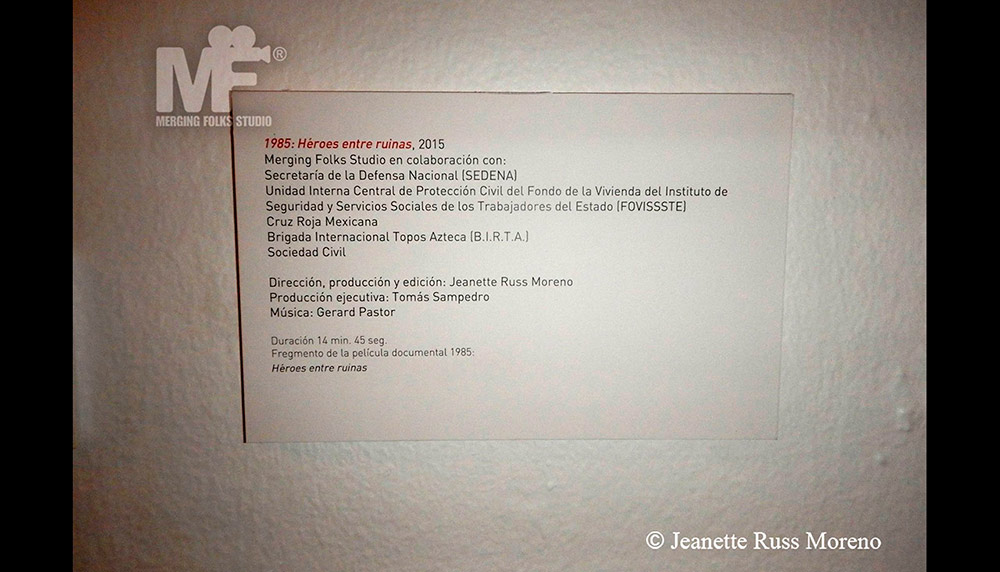 MF®
MERGING FOLKS STUDIO
1985: Héroes entre ruinas, 2015
Merging Folks Studio en colaboración con:
Secretaría de la Defensa Nacional (SEDENA)
Unidad Interna Central de Protección Civil del Fondo de la Vivienda del Instituto de
Seguridad y Servicios Sociales de los Trabajadores del Estado (FOVISSSTE)
Cruz Roja Mexicana
Brigada Internacional Topos Azteca (B.I.R.T.A.)
Sociedad Civil
Dirección, producción y edición: Jeanette Russ Moreno
Producción ejecutiva: Tomás Sampedro
Música: Gerard Pastor
Duración 14 min. 45 seg.
Fregmento de la película documental 1985:
Héroes entre ruinas
© Jeanette Russ Moreno